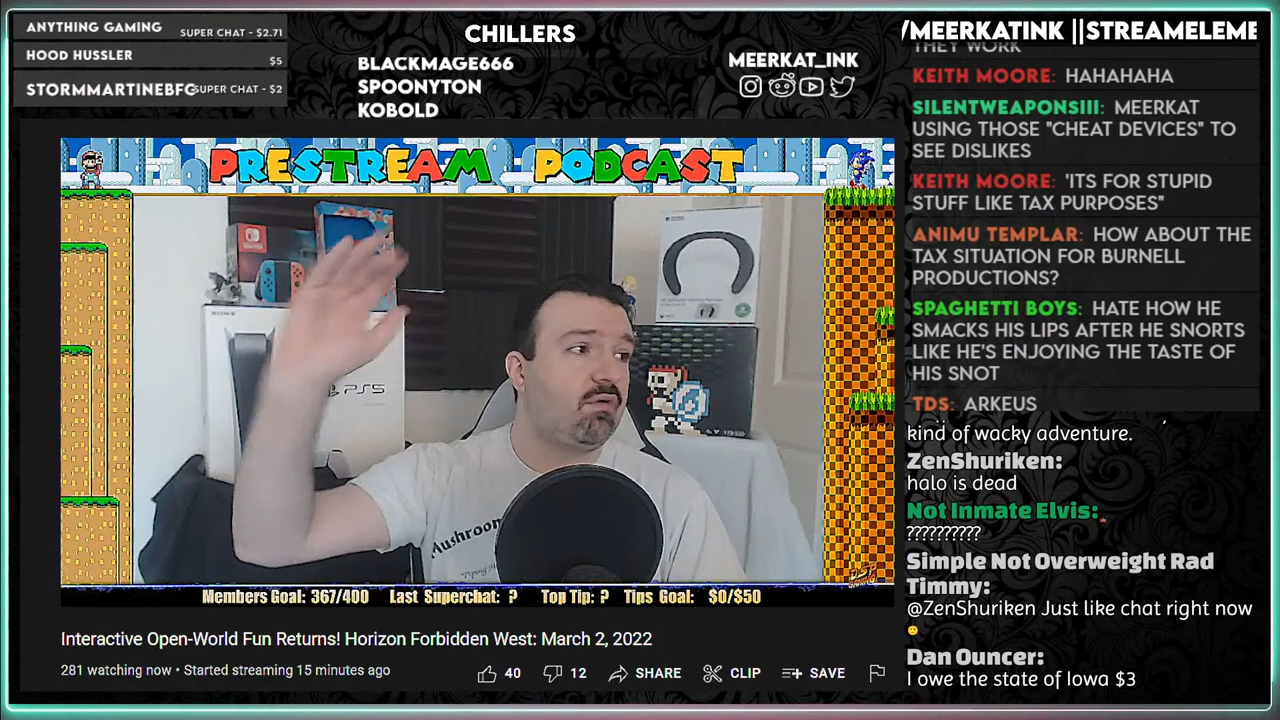 ANYTHING GAMING SUPER CHAT - $2.71
HOOD HUSSLER $5
STORMMARTINEBFG SUPER CHAT - $2
CHILLERS
BLACKMAGE666
SPOONYTON
KOBOLD
MEERKAT_INK
/MEERKATINK ||STREAMELEME
THEY WORK
KEITH MOORE: HAHAHAHA
SILENTWEAPONSIII: MEERKAT
USING THOSE "CHEAT DEVICES" TO
SEE DISLIKES
KEITH MOORE: 'ITS FOR STUPID
STUFF LIKE TAX PURPOSES"
ANIMU TEMPLAR: HOW ABOUT THE
TAX SITUATION FOR BURNELL
PRODUCTIONS?
SPAGHETTI BOYS: HATE HOW HE
SMACKS HIS LIPS AFTER HE SNORTS
LIKE HE'S ENJOYING THE TASTE OF
HIS SNOT
TDS: ARKEUS
kind of wacky adventure.
ZenShuriken:
halo is dead
Not Inmate Elvis:
??????????
Simple Not Overweight Rad
Timmy:
@ZenShuriken Just like chat right now
Dan Ouncer:
I owe the state of Iowa $3
PRESTREAM PODCAST
PS5
Mushroom
Members Goal: 367/400 Last Superchat: ? Top Tip: ? Tips Goal: $0/$50
Interactive Open-World Fun Returns! Horizon Forbidden West: March 2, 2022
281 watching now • Started streaming 15 minutes ago
40 12 SHARE CLIP SAVE